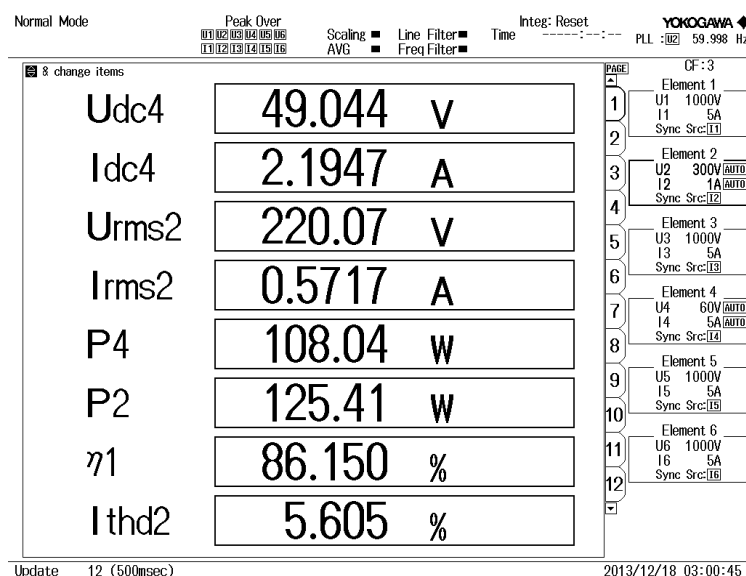 Normal Mode
Peak Over
U1 U2 U3 U4 U5 U6
I1 I2 I3 I4 I5 I6
Scaling
AVG
Line Filter
Freq Filter
Integ: Reset
Time -----:--:--
YOKOGAWA
PLL :U2 59.998 Hz
& change items
PAGE
CF:3
Udc4 49.044 V
Idc4 2.1947 A
Urms2 220.07 V
Irms2 0.5717 A
P4 108.04 W
P2 125.41 W
η1 86.150 %
Ithd2 5.605 %
1
2
3
4
5
6
7
8
9
10
11
12
Element 1
U1 1000V
I1 5A
Sync Src:I1
Element 2
U2 300V AUTO
I2 1A AUTO
Sync Src:I2
Element 3
U3 1000V
I3 5A
Sync Src:I3
Element 4
U4 60V AUTO
I4 5A AUTO
Sync Src:I4
Element 5
U5 1000V
I5 5A
Sync Src:I5
Element 6
U6 1000V
I6 5A
Sync Src:I6
Update 12 (500msec)
2013/12/18 03:00:45